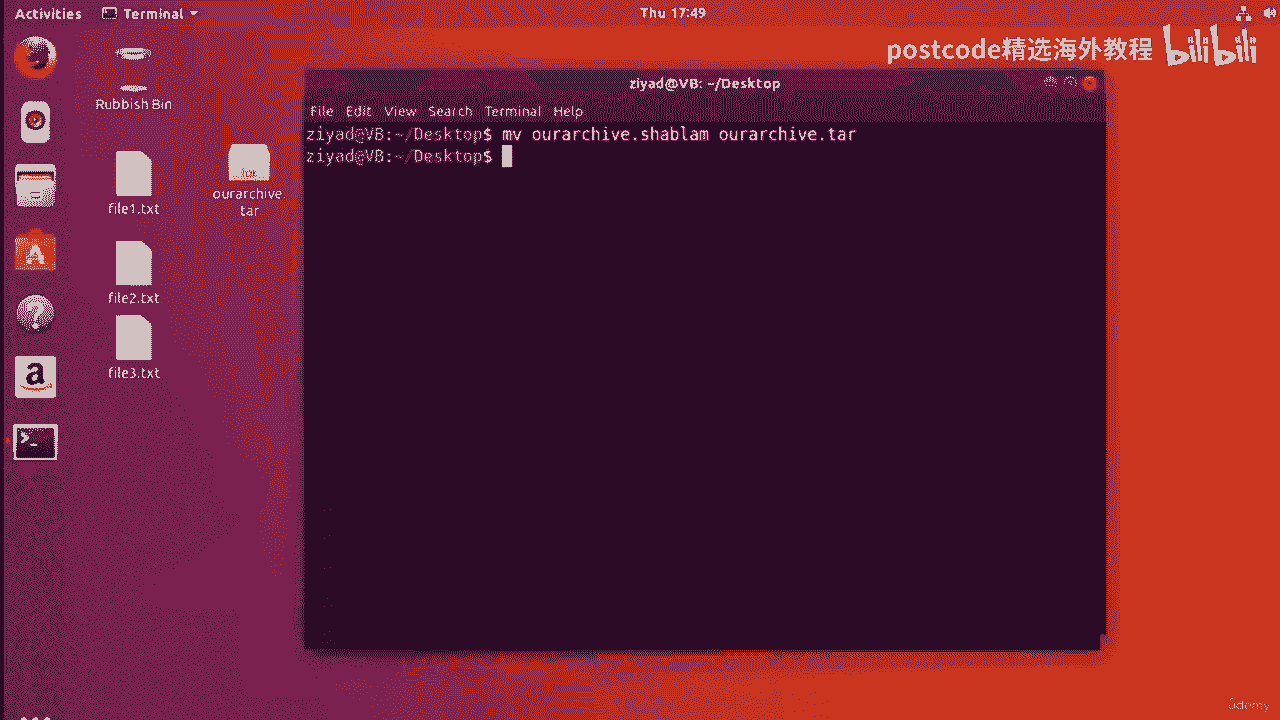 Activities
Terminal
Thu 17:49
postcode精选海外教程 bilibili
Rubbish Bin
file1.txt
file2.txt
file3.txt
tar
ourarchive.
tar
ziyad@VB: ~/Desktop
File Edit View Search Terminal Help
ziyad@VB:~/Desktop$ mv ourarchive.shablam ourarchive.tar
ziyad@VB:~/Desktop$
ûdemy